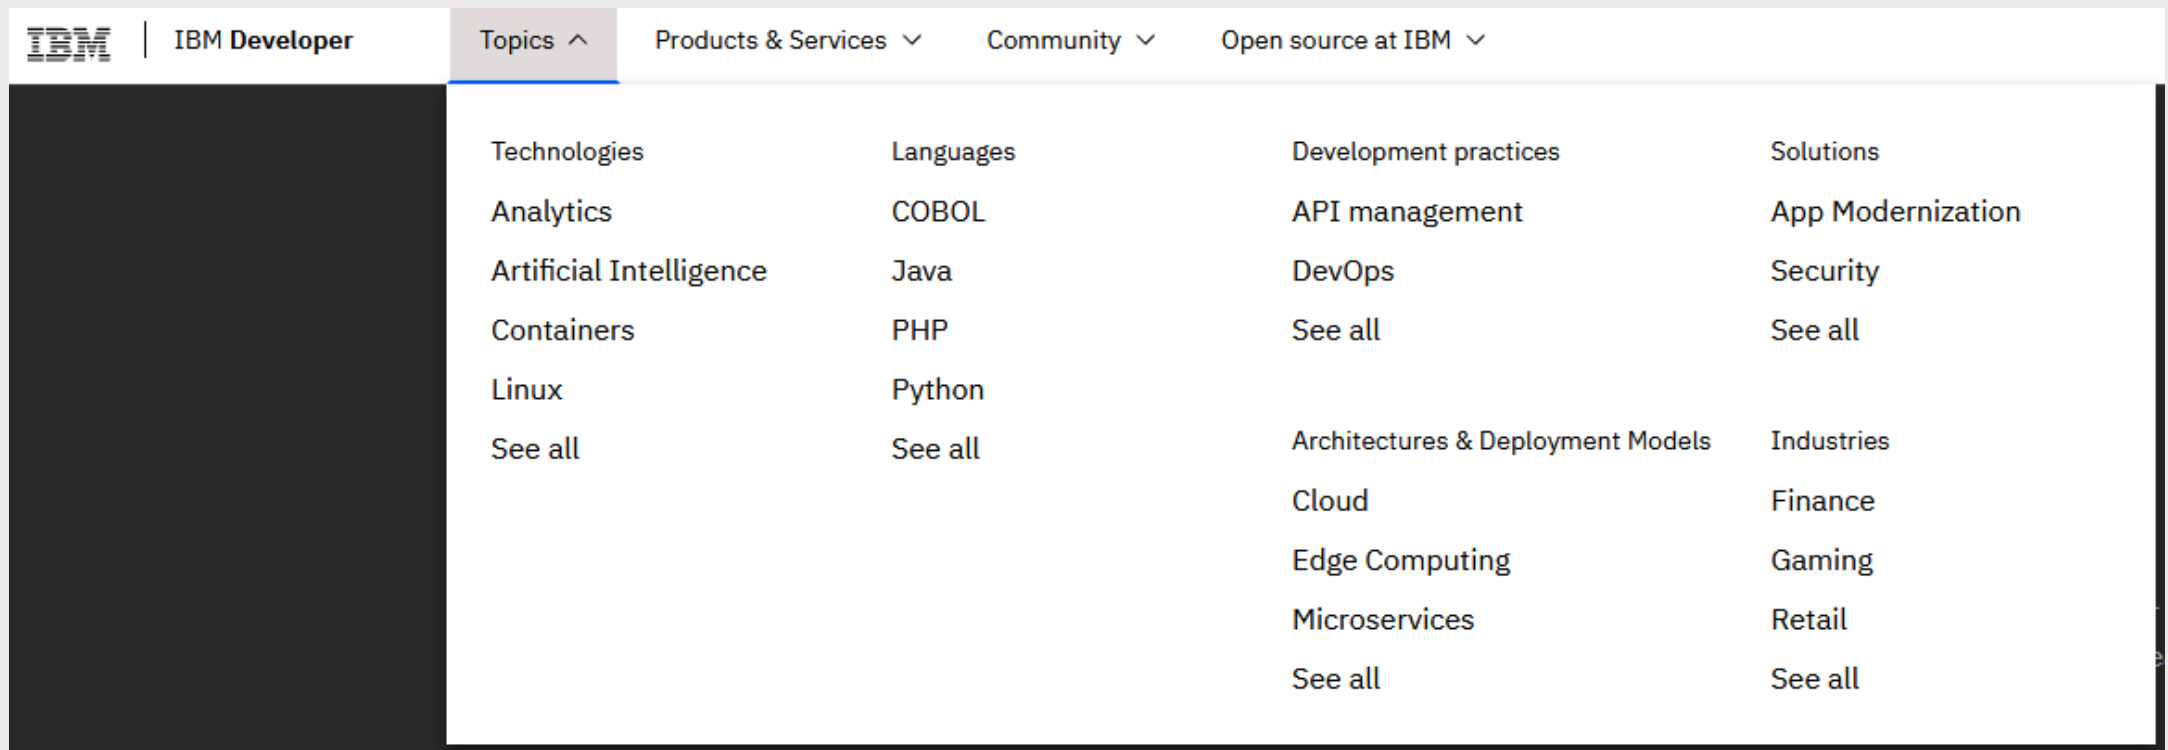 IBM IBM Developer Topics Products & Services Community Open source at IBM
Technologies
Analytics
Artificial Intelligence
Containers
Linux
See all
Languages
COBOL
Java
PHP
Python
See all
Development practices
API management
DevOps
See all
Architectures & Deployment Models
Cloud
Edge Computing
Microservices
See all
Solutions
App Modernization
Security
See all
Industries
Finance
Gaming
Retail
See all